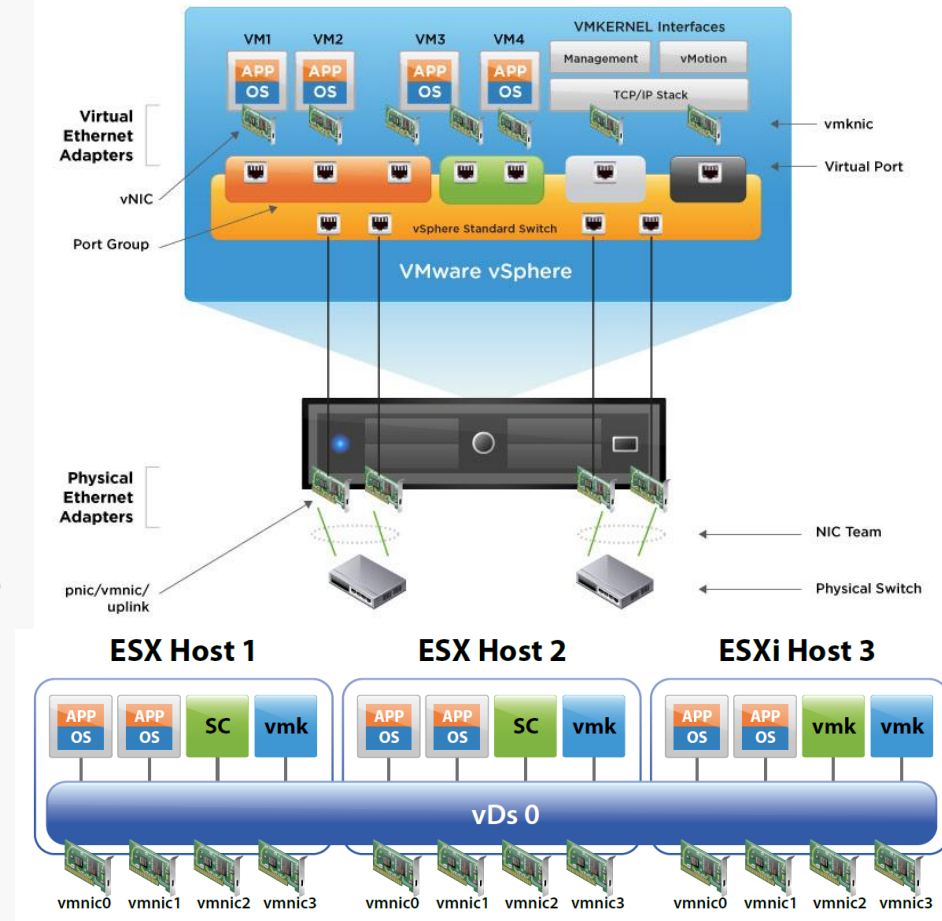 VMKERNEL Interfaces
VM1
VM2
VM3
VM4
Management
vMotion
APP
OS
APP
OS
APP
OS
APP
OS
TCP/IP Stack
Virtual
Ethernet
Adapters
vmknic
Virtual Port
vNIC
Port Group
vSphere Standard Switch
VMware vSphere
Physical
Ethernet
Adapters
NIC Team
pnic/vmnic/
uplink
Physical Switch
ESX Host 1
ESX Host 2
ESXi Host 3
APP
OS
APP
OS
SC
vmk
APP
OS
APP
OS
SC
vmk
APP
OS
APP
OS
vmk
vmk
vDs 0
vmnic0
vmnic1
vmnic2
vmnic3
vmnic0
vmnic1
vmnic2
vmnic3
vmnic0
vmnic1
vmnic2
vmnic3